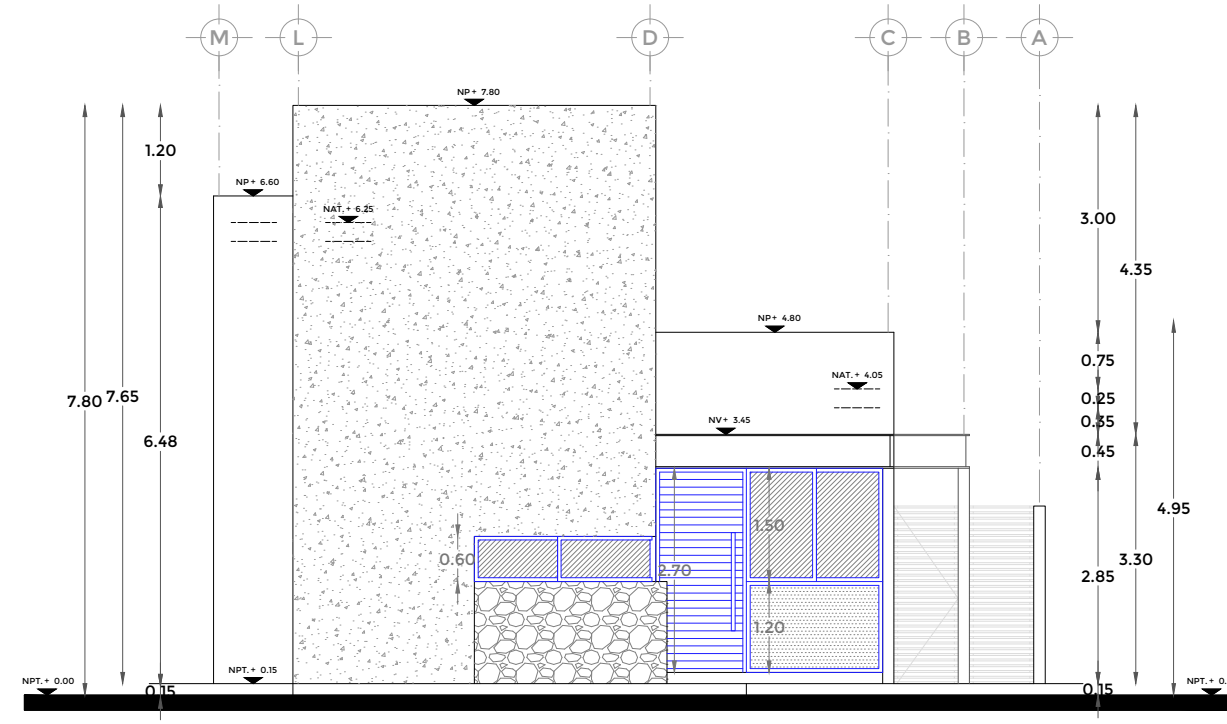 M L D C B A
NP+ 7.80
1.20
NP+ 6.60
NAT.+ 6.25
3.00
4.35
NP+ 4.80
0.75
NAT.+ 4.05
0.25
7.80 7.65
NV+ 3.45
0.35
6.48
0.45
4.95
1.50
0.60
2.70
3.30
2.85
1.20
NPT.+ 0.15
NPT.+ 0.00
0.15
0.15
NPT.+ 0.